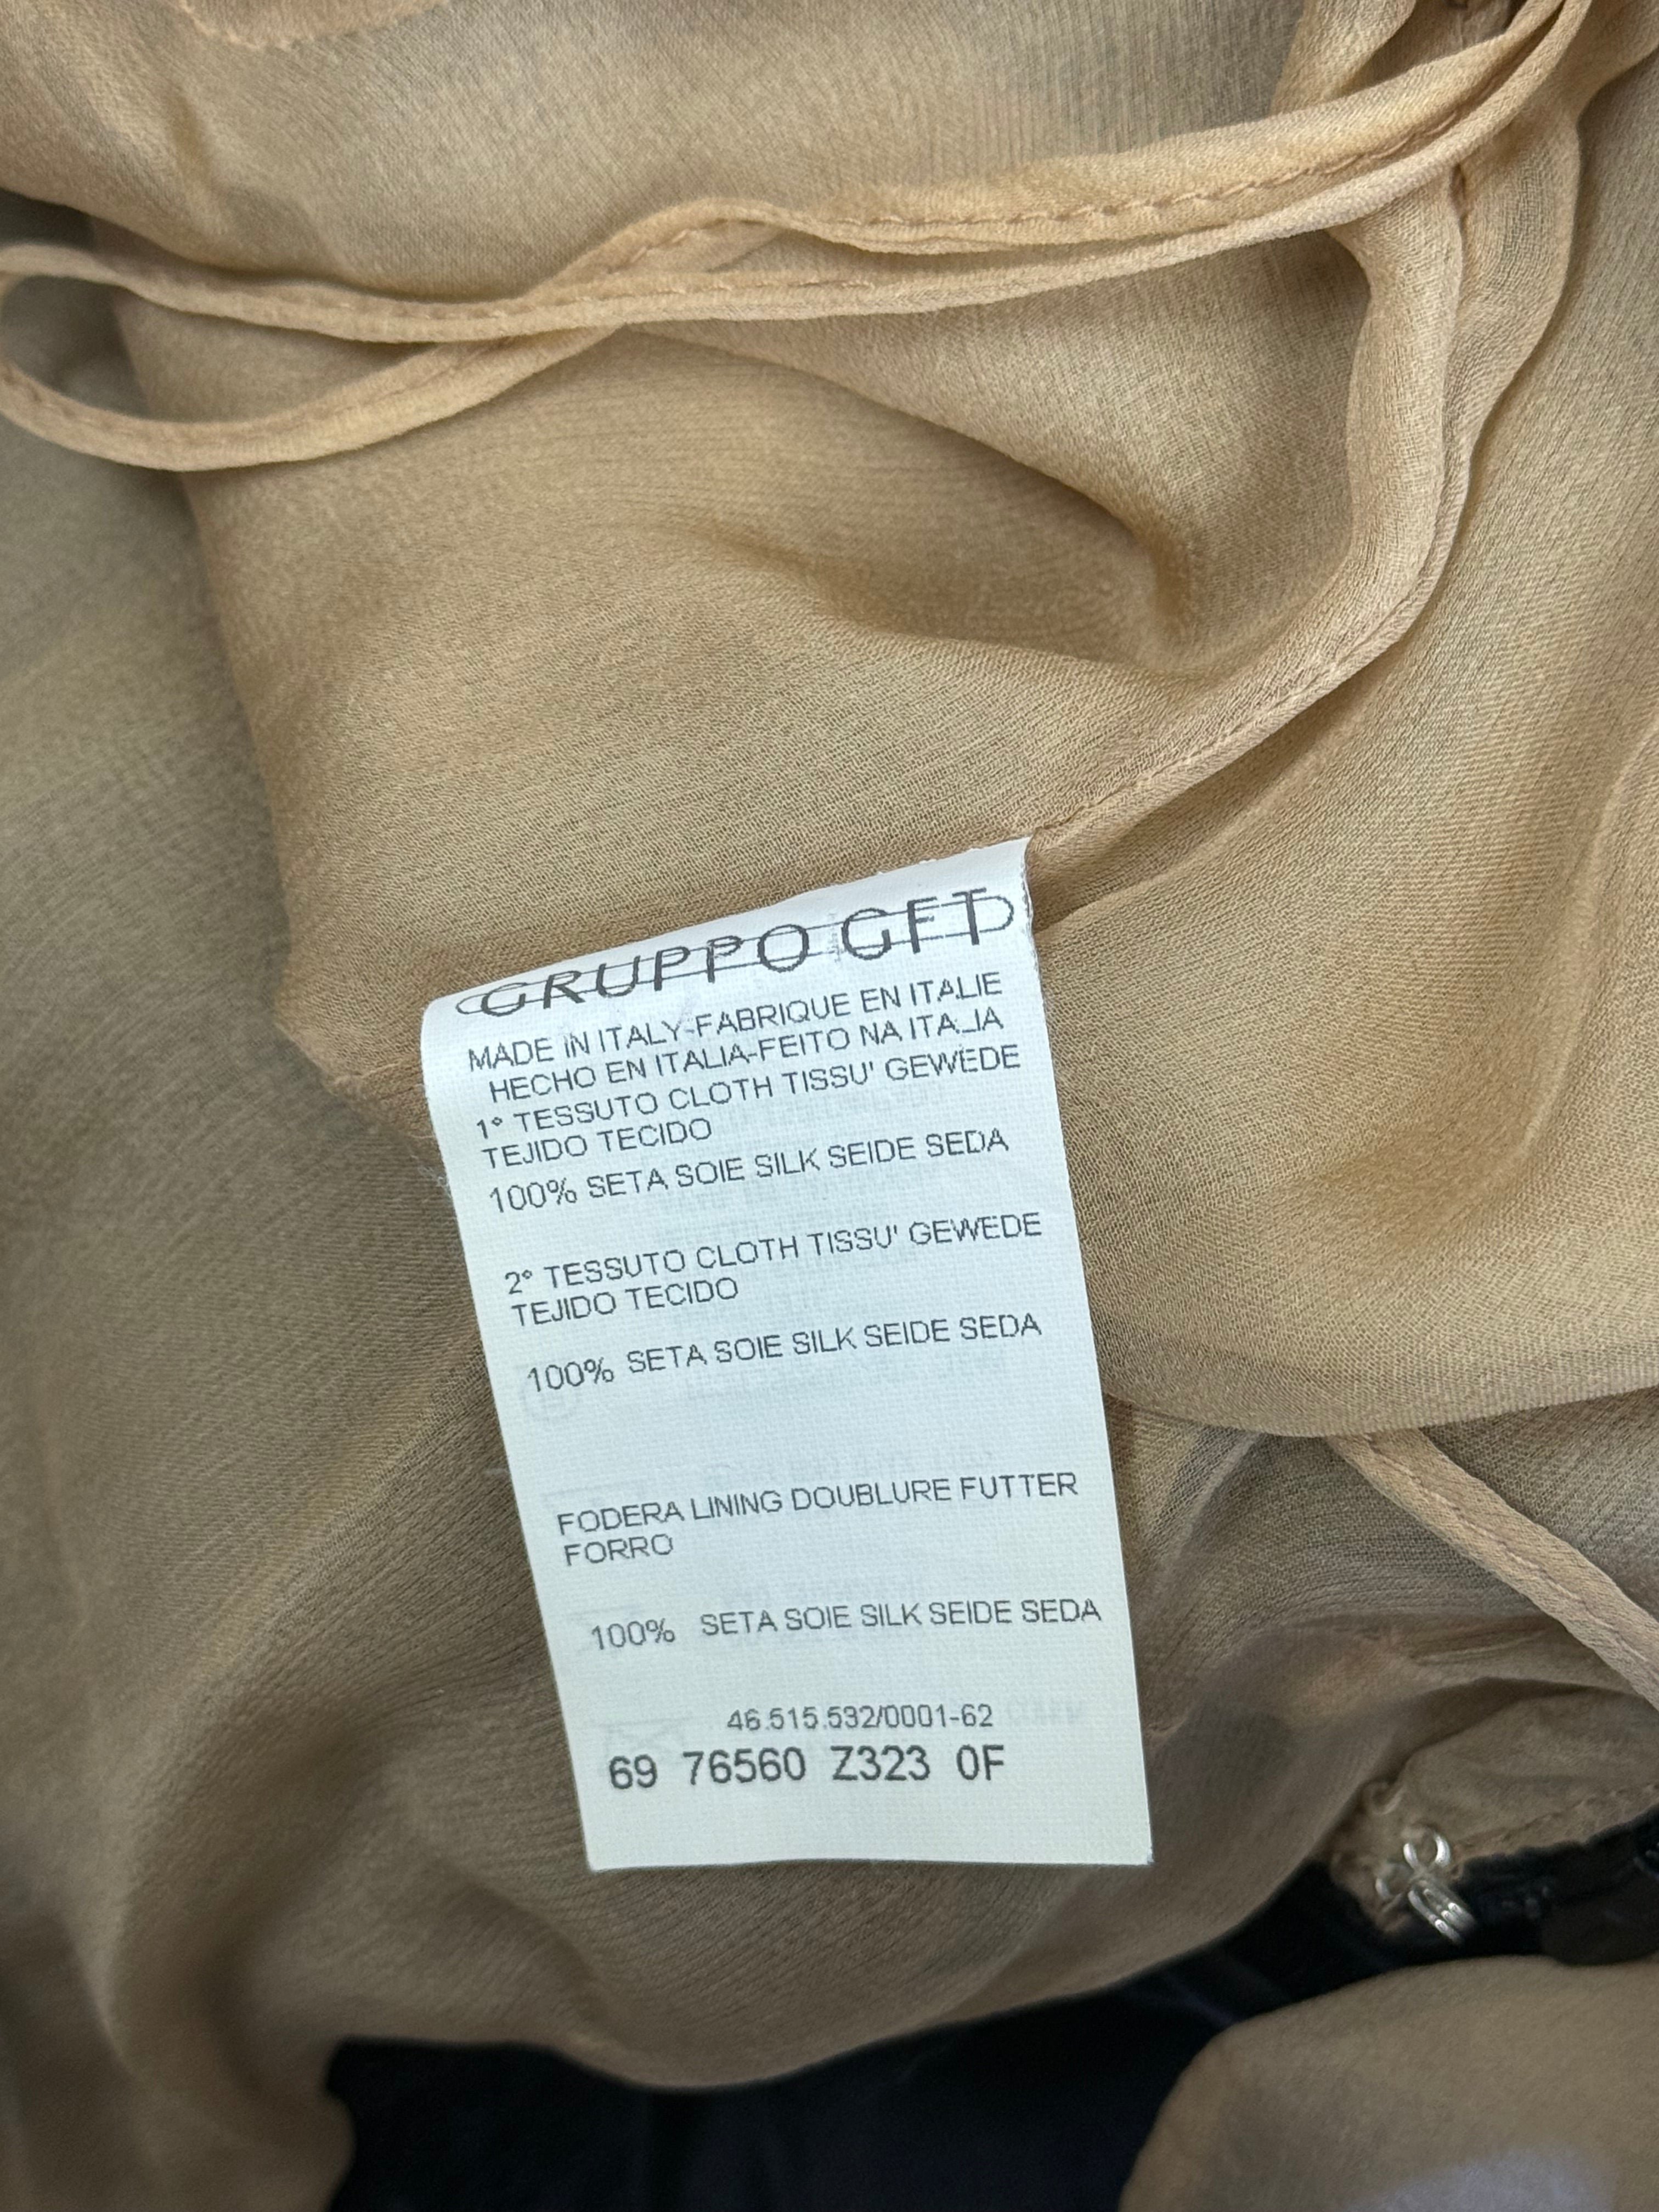 GRUPPO GFT
MADE IN ITALY-FABRIQUE EN ITALIE
HECHO EN ITALIA-FEITO NA ITALIA
1° TESSUTO CLOTH TISSU' GEWEDE
TEJIDO TECIDO
100% SETA SOIE SILK SEIDE SEDA
2° TESSUTO CLOTH TISSU' GEWEDE
TEJIDO TECIDO
100% SETA SOIE SILK SEIDE SEDA
FODERA LINING DOUBLURE FUTTER
FORRO
100% SETA SOIE SILK SEIDE SEDA
46.515.532/0001-62
69 76560 Z323 0F